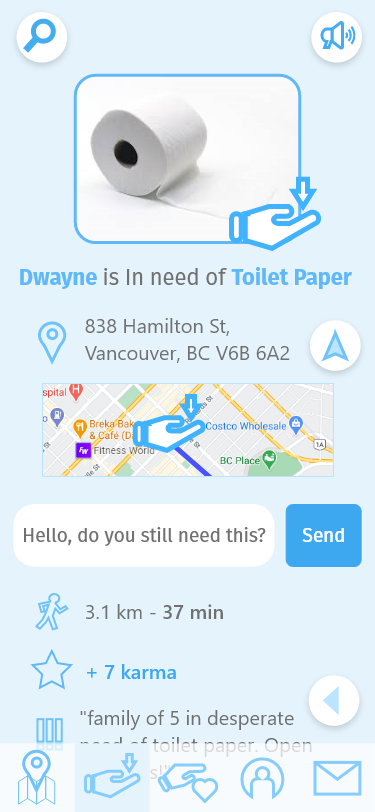 Dwayne is In need of Toilet Paper
838 Hamilton St,
Vancouver, BC V6B 6A2
spital
Breka Bak
& Café (D
Costco Wholesale
Fw Fitness World
BC Place
1A
Hello, do you still need this?
Send
3.1 km - 37 min
+ 7 karma
"family of 5 in desperate
need of toilet paper. Open